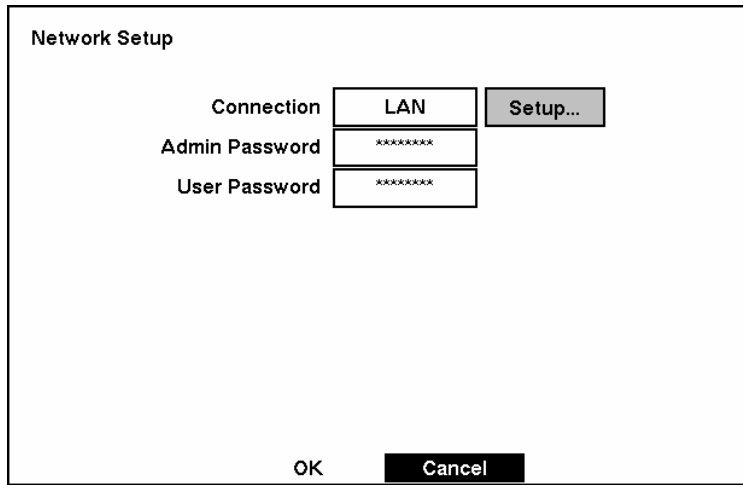 Network Setup
Connection LAN Setup...
Admin Password ********
User Password ********
OK Cancel